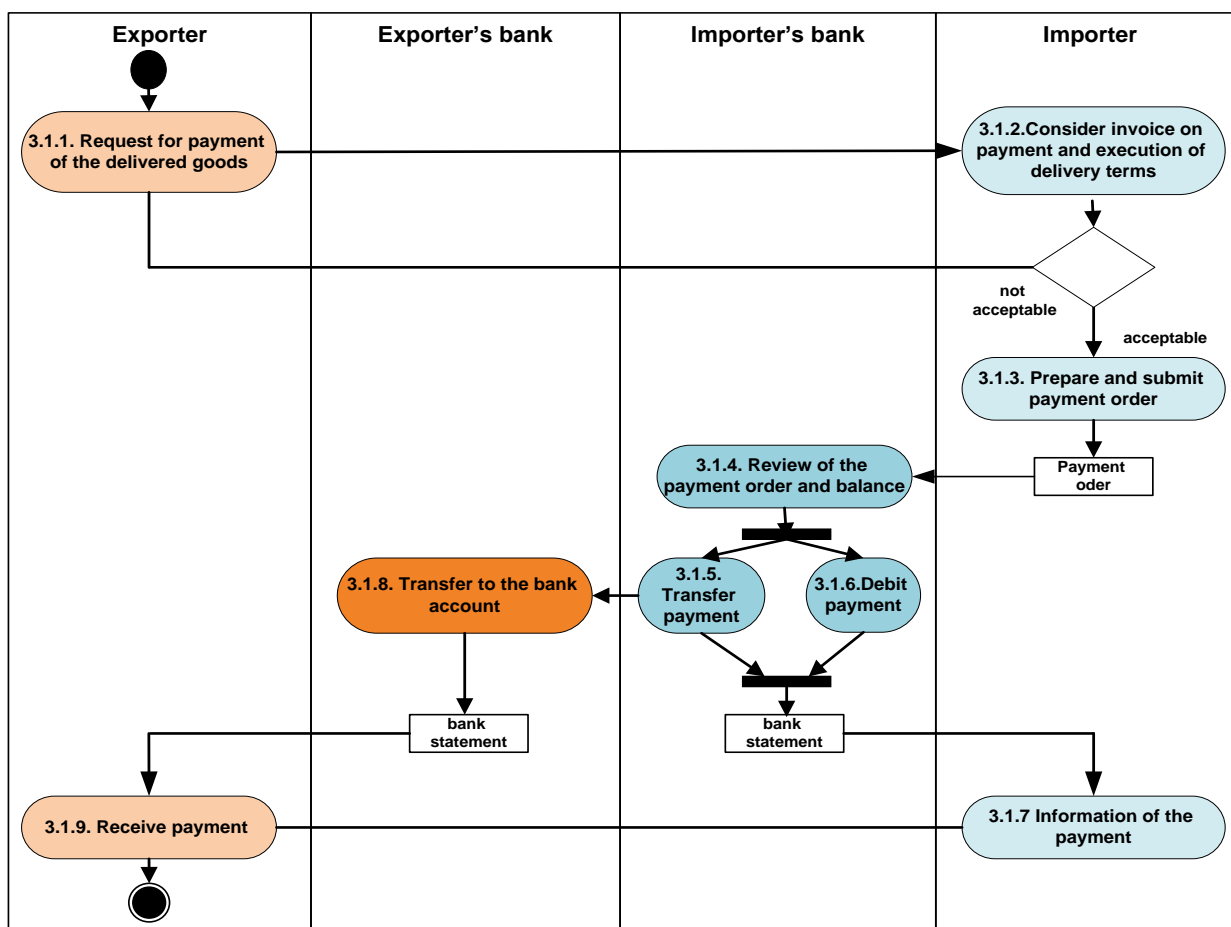 Exporter
Exporter’s bank
Importer’s bank
Importer
3.1.1. Request for payment
of the delivered goods
3.1.2.Consider invoice on
payment and execution of
delivery terms
not
acceptable
acceptable
3.1.3. Prepare and submit
payment order
Payment
oder
3.1.4. Review of the
payment order and balance
3.1.8. Transfer to the bank
account
3.1.5.
Transfer
payment
3.1.6.Debit
payment
bank
statement
bank
statement
3.1.9. Receive payment
3.1.7 Information of the
payment